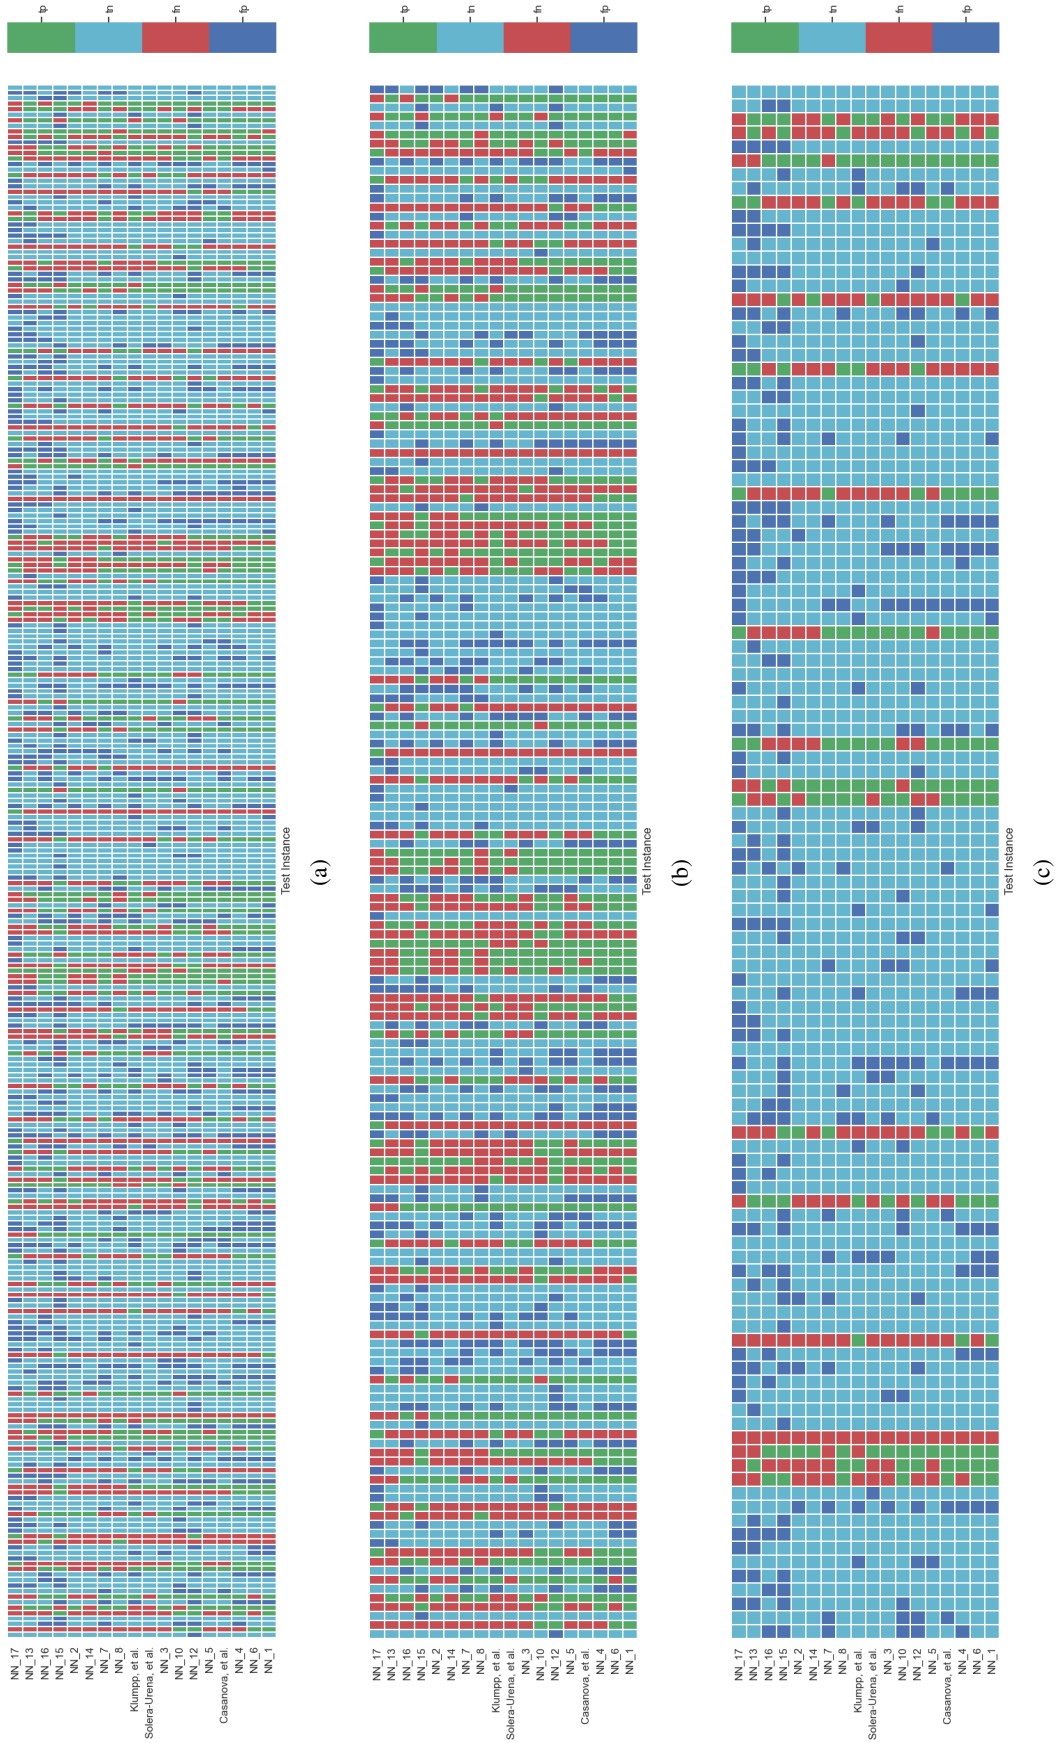 tp
tn
fn
fp
NN_17
NN_13
NN_16
NN_15
NN_2
NN_14
NN_7
NN_8
Klumpp, et al.
Solera-Urena, et al.
NN_3
NN_10
NN_12
NN_5
Casanova, et al.
NN_4
NN_6
NN_1
Test Instance
(a)
tp
tn
fn
fp
NN_17
NN_13
NN_16
NN_15
NN_2
NN_14
NN_7
NN_8
Klumpp, et al.
Solera-Urena, et al.
NN_3
NN_10
NN_12
NN_5
Casanova, et al.
NN_4
NN_6
NN_1
Test Instance
(b)
tp
tn
fn
fp
NN_17
NN_13
NN_16
NN_15
NN_2
NN_14
NN_7
NN_8
Klumpp, et al.
Solera-Urena, et al.
NN_3
NN_10
NN_12
NN_5
Casanova, et al.
NN_4
NN_6
NN_1
Test Instance
(c)